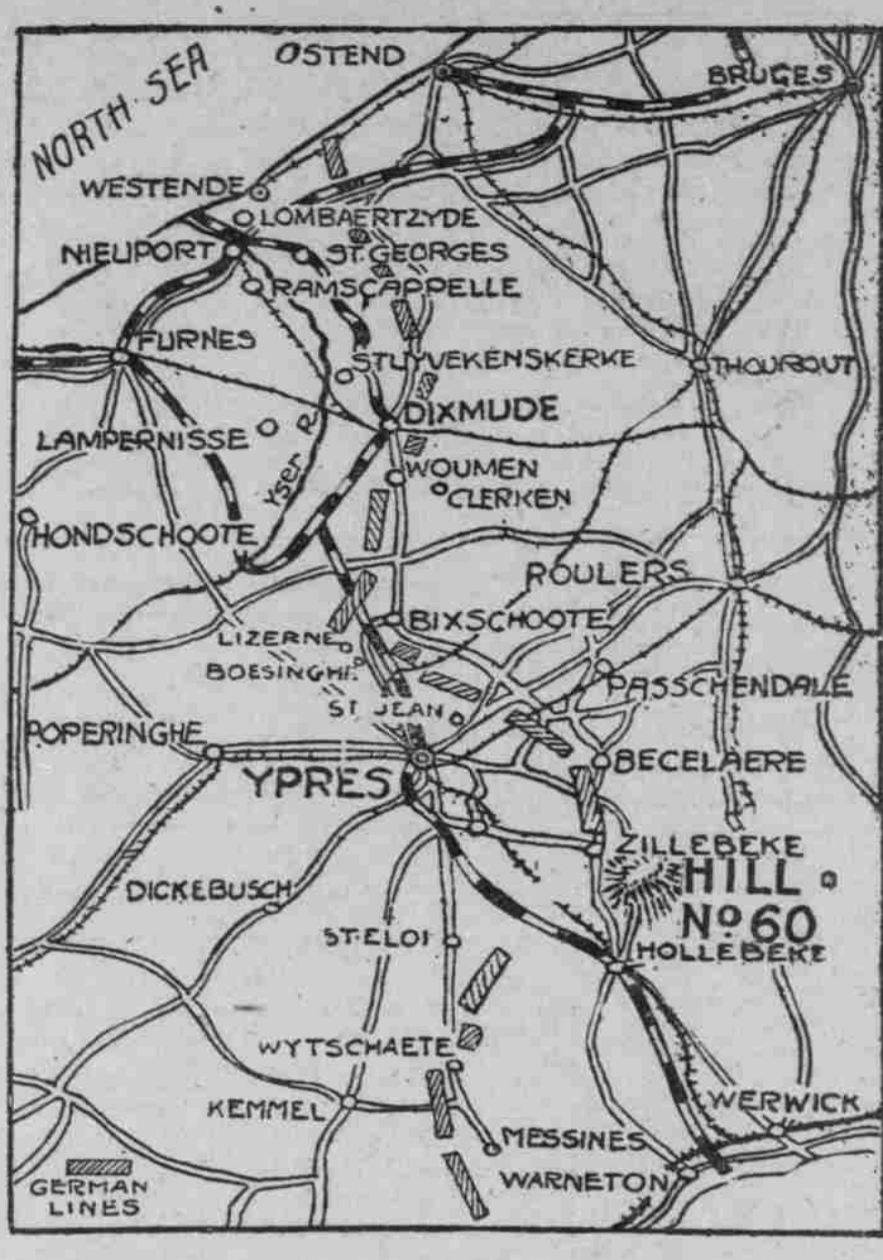 OSTEND
BRUGES
NORTH SEA
WESTENDE
LOMBAERTZYDE
NIEUPORT
ST. GEORGES
RAMSCAPPELLE
FURNES
STUYVEKENSKERKE
THOUROUT
DIXMUDE
LAMPERNISSE
Yser R.
WOUMEN
CLERKEN
HONDSCHOOTE
ROULERS
BIXSCHOOTE
LIZERNE
BOESINGHE
PASSCHENDALE
ST JEAN
POPERINGHE
YPRES
BECELAERE
ZILLEBEKE
HILL
No 60
DICKEBUSCH
ST. ELOI
HOLLEBEKE
WYTSCHAETE
KEMMEL
WERWICK
MESSINES
WARNETON
GERMAN
LINES